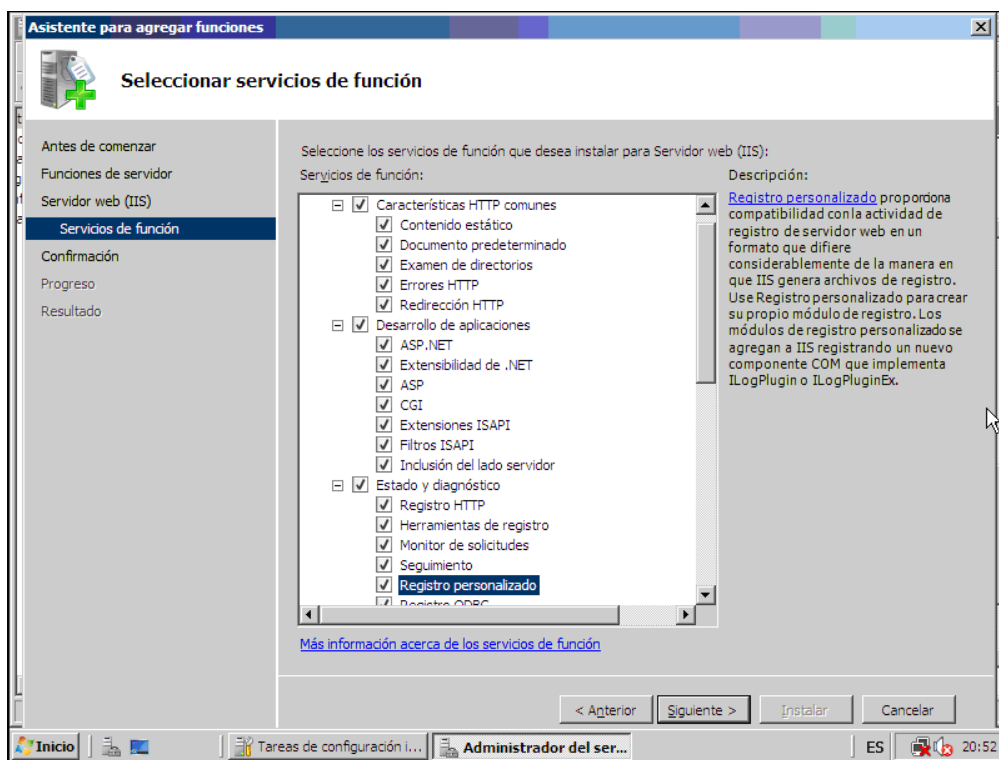 Asistente para agregar funciones
Seleccionar servicios de función
Antes de comenzar
Funciones de servidor
Servidor web (IIS)
Servicios de función
Confirmación
Progreso
Resultado
Seleccione los servicios de función que desea instalar para Servidor web (IIS):
Servicios de función:
Características HTTP comunes
Contenido estático
Documento predeterminado
Examen de directorios
Errores HTTP
Redirección HTTP
Desarrollo de aplicaciones
ASP.NET
Extensibilidad de .NET
ASP
CGI
Extensiones ISAPI
Filtros ISAPI
Inclusión del lado servidor
Estado y diagnóstico
Registro HTTP
Herramientas de registro
Monitor de solicitudes
Seguimiento
Registro personalizado
Registro ODBC
Más información acerca de los servicios de función
Descripción:
Registro personalizado proporciona
compatibilidad con la actividad de
registro de servidor web en un
formato que difiere
considerablemente de la manera en
que IIS genera archivos de registro.
Use Registro personalizado para crear
su propio módulo de registro. Los
módulos de registro personalizado se
agregan a IIS registrando un nuevo
componente COM que implementa
ILogPlugin o ILogPluginEx.
< Anterior
Siguiente >
Instalar
Cancelar
Inicio
Tareas de configuración i...
Administrador del ser...
ES
20:52